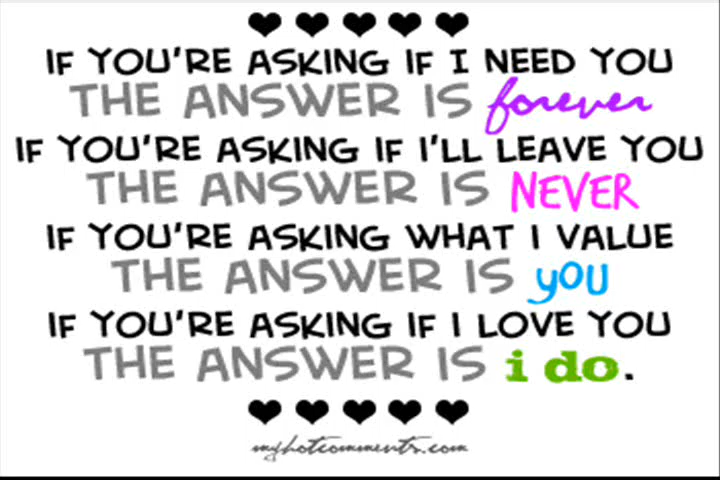 IF YOU'RE ASKING IF I NEED YOU
THE ANSWER IS forever
IF YOU'RE ASKING IF I'LL LEAVE YOU
THE ANSWER IS NEVER
IF YOU'RE ASKING WHAT I VALUE
THE ANSWER IS yOU
IF YOU'RE ASKING IF I LOVE YOU
THE ANSWER IS i do.
myhotcomments.com